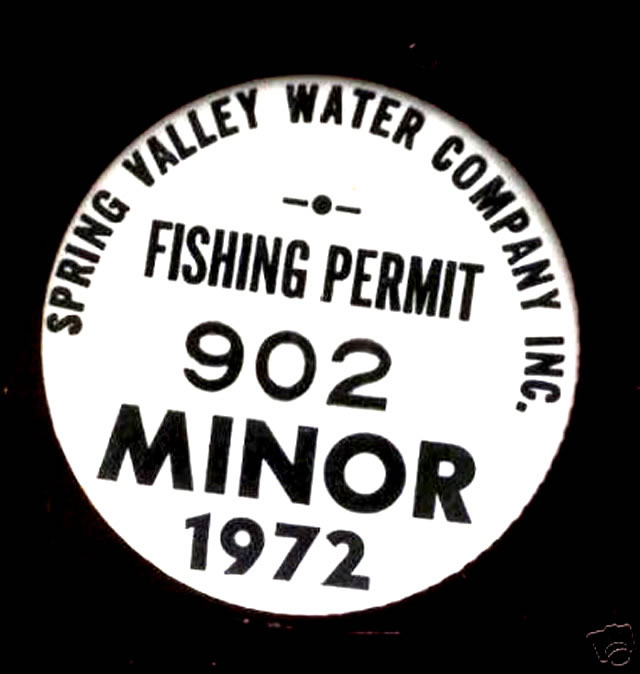 SPRING VALLEY WATER COMPANY INC.
FISHING PERMIT
902
MINOR
1972